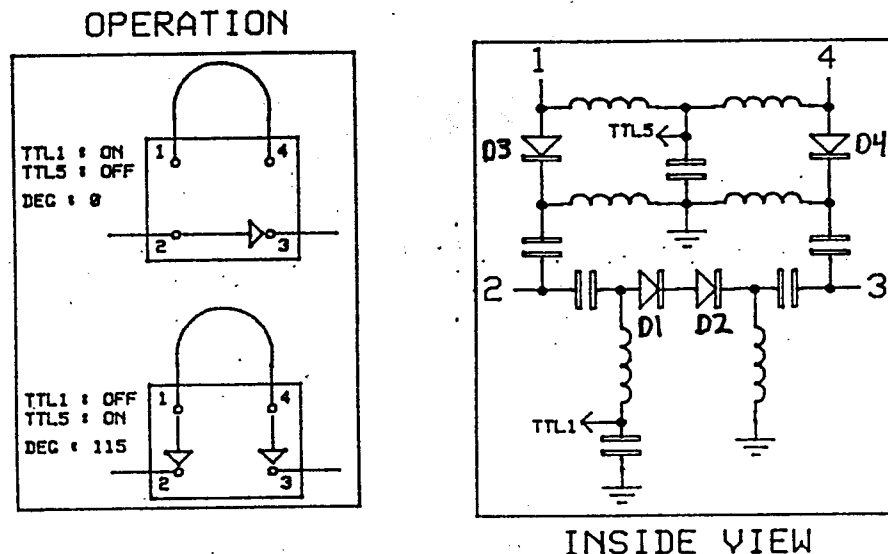 OPERATION
TTL1 : ON
TTL5 : OFF
DEG : 0
1
4
2
3
TTL1 : OFF
TTL5 : ON
DEG : 115
1
4
2
3
1
4
TTL5
D3
D4
2
3
D1
D2
TTL1
INSIDE VIEW